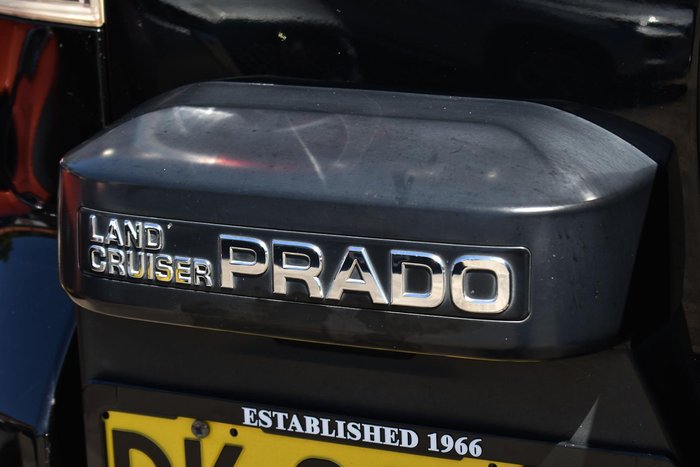 LAND
CRUISER PRADO
ESTABLISHED 1966